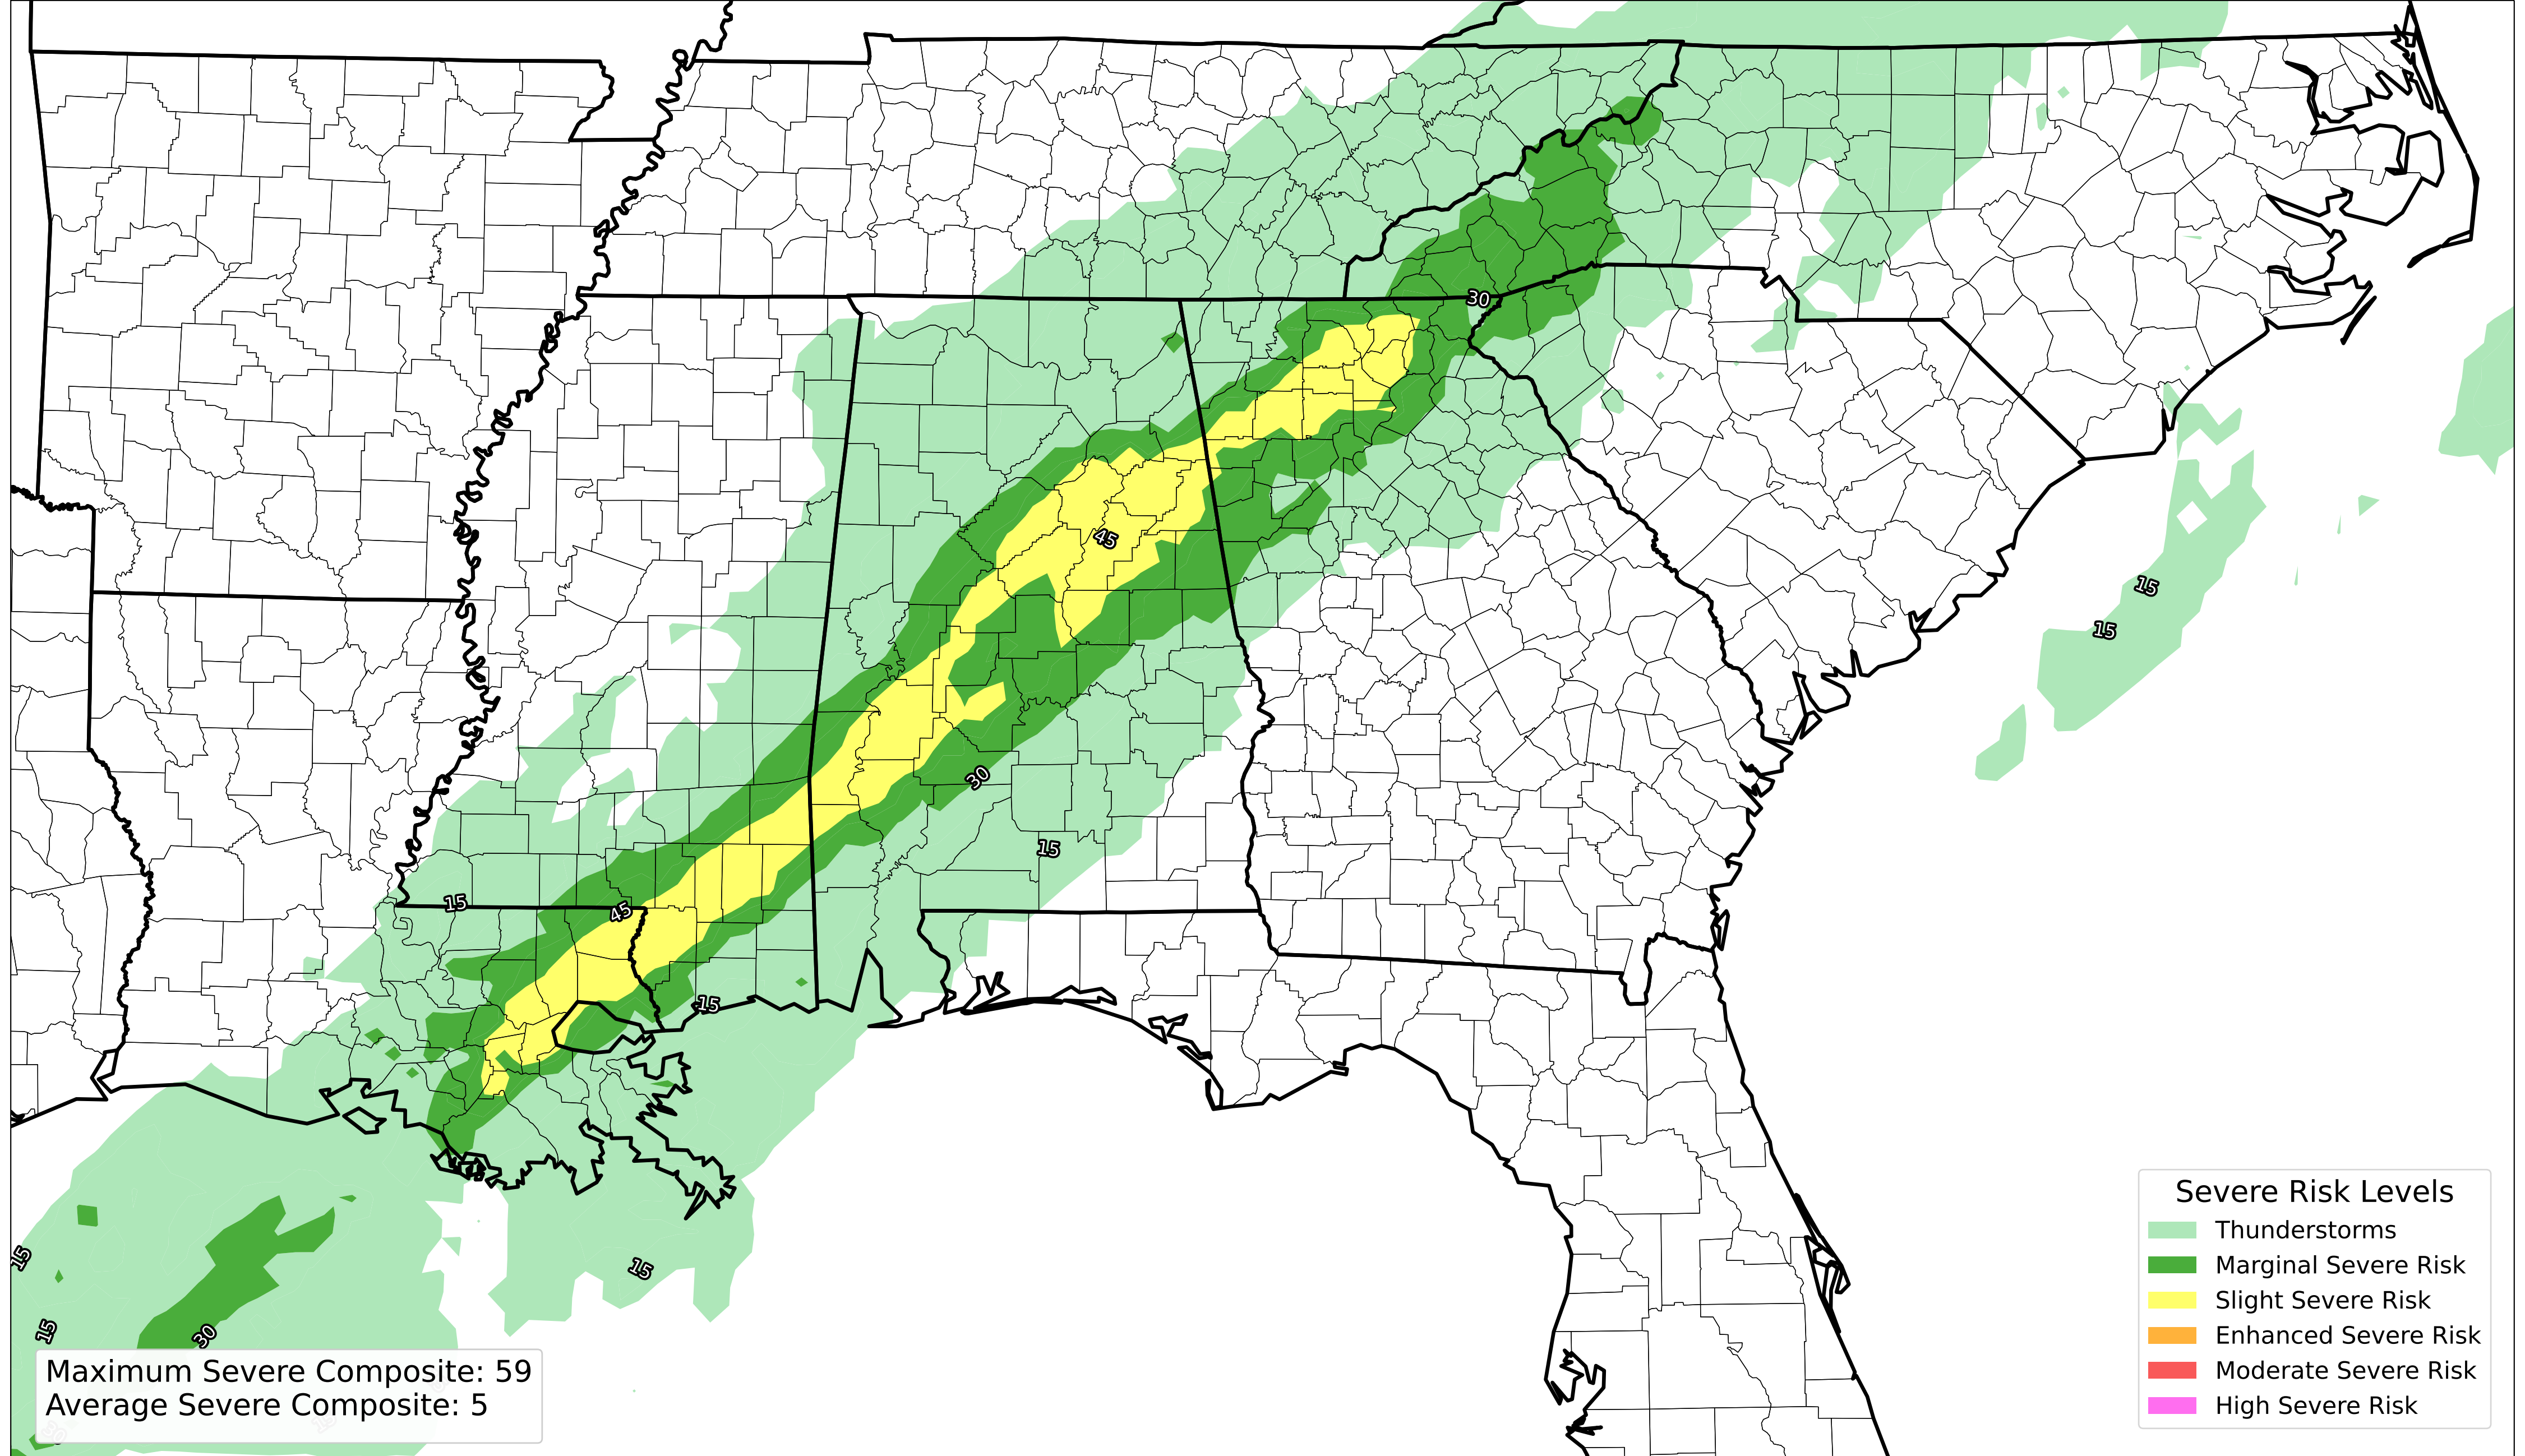 30
45
30
15
15
15
15
45
15
15
15
15
30
Maximum Severe Composite: 59
Average Severe Composite: 5
Severe Risk Levels
Thunderstorms
Marginal Severe Risk
Slight Severe Risk
Enhanced Severe Risk
Moderate Severe Risk
High Severe Risk